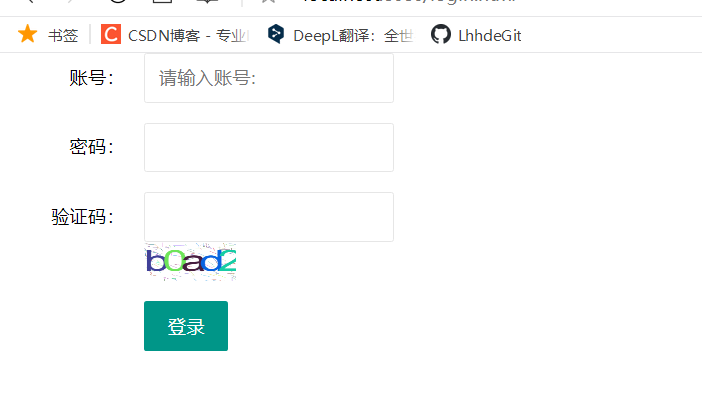 书签 CSDN博客 - 专业 DeepL翻译：全世 LhhdeGit
账号：
请输入账号:
密码：
验证码：
b0ad2
登录